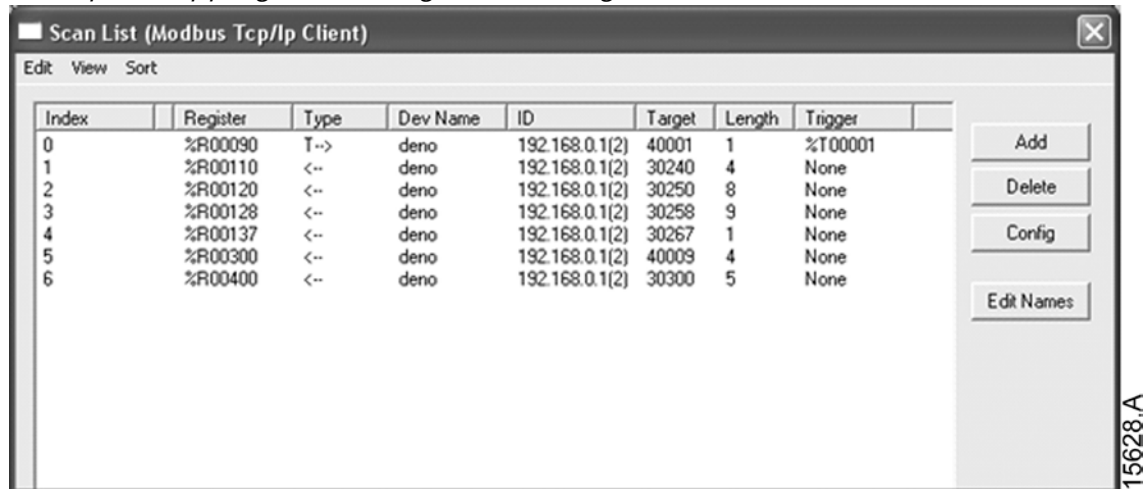 Scan List (Modbus Tcp/Ip Client)
Edit View Sort
Index Register Type Dev Name ID Target Length Trigger
0 %R00090 T--> deno 192.168.0.1(2) 40001 1 %T00001
1 %R00110 <-- deno 192.168.0.1(2) 30240 4 None
2 %R00120 <-- deno 192.168.0.1(2) 30250 8 None
3 %R00128 <-- deno 192.168.0.1(2) 30258 9 None
4 %R00137 <-- deno 192.168.0.1(2) 30267 1 None
5 %R00300 <-- deno 192.168.0.1(2) 40009 4 None
6 %R00400 <-- deno 192.168.0.1(2) 30300 5 None
Add
Delete
Config
Edit Names
15628.A